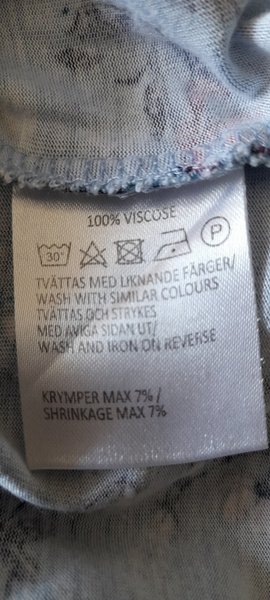 100% VISCOSE
30° P
TVÄTTAS MED LIKNANDE FÄRGER/
WASH WITH SIMILAR COLOURS
TVÄTTAS OCH STRYKES
MED AVIGA SIDAN UT/
WASH AND IRON ON REVERSE
KRYMPER MAX 7% /
SHRINKAGE MAX 7%